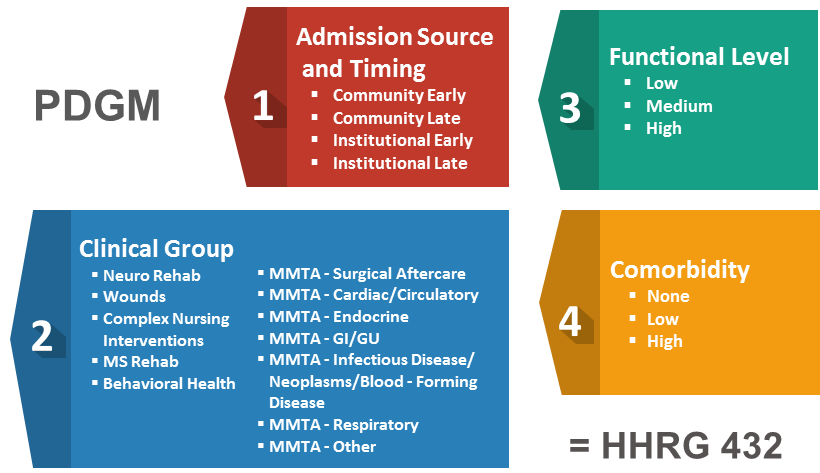 PDGM
1
Admission Source
and Timing
▪ Community Early
▪ Community Late
▪ Institutional Early
▪ Institutional Late
3
Functional Level
▪ Low
▪ Medium
▪ High
2
Clinical Group
▪ Neuro Rehab
▪ Wounds
▪ Complex Nursing
Interventions
▪ MS Rehab
▪ Behavioral Health
▪ MMTA - Surgical Aftercare
▪ MMTA - Cardiac/Circulatory
▪ MMTA - Endocrine
▪ MMTA - GI/GU
▪ MMTA - Infectious Disease/
Neoplasms/Blood - Forming
Disease
▪ MMTA - Respiratory
▪ MMTA - Other
4
Comorbidity
▪ None
▪ Low
▪ High
= HHRG 432